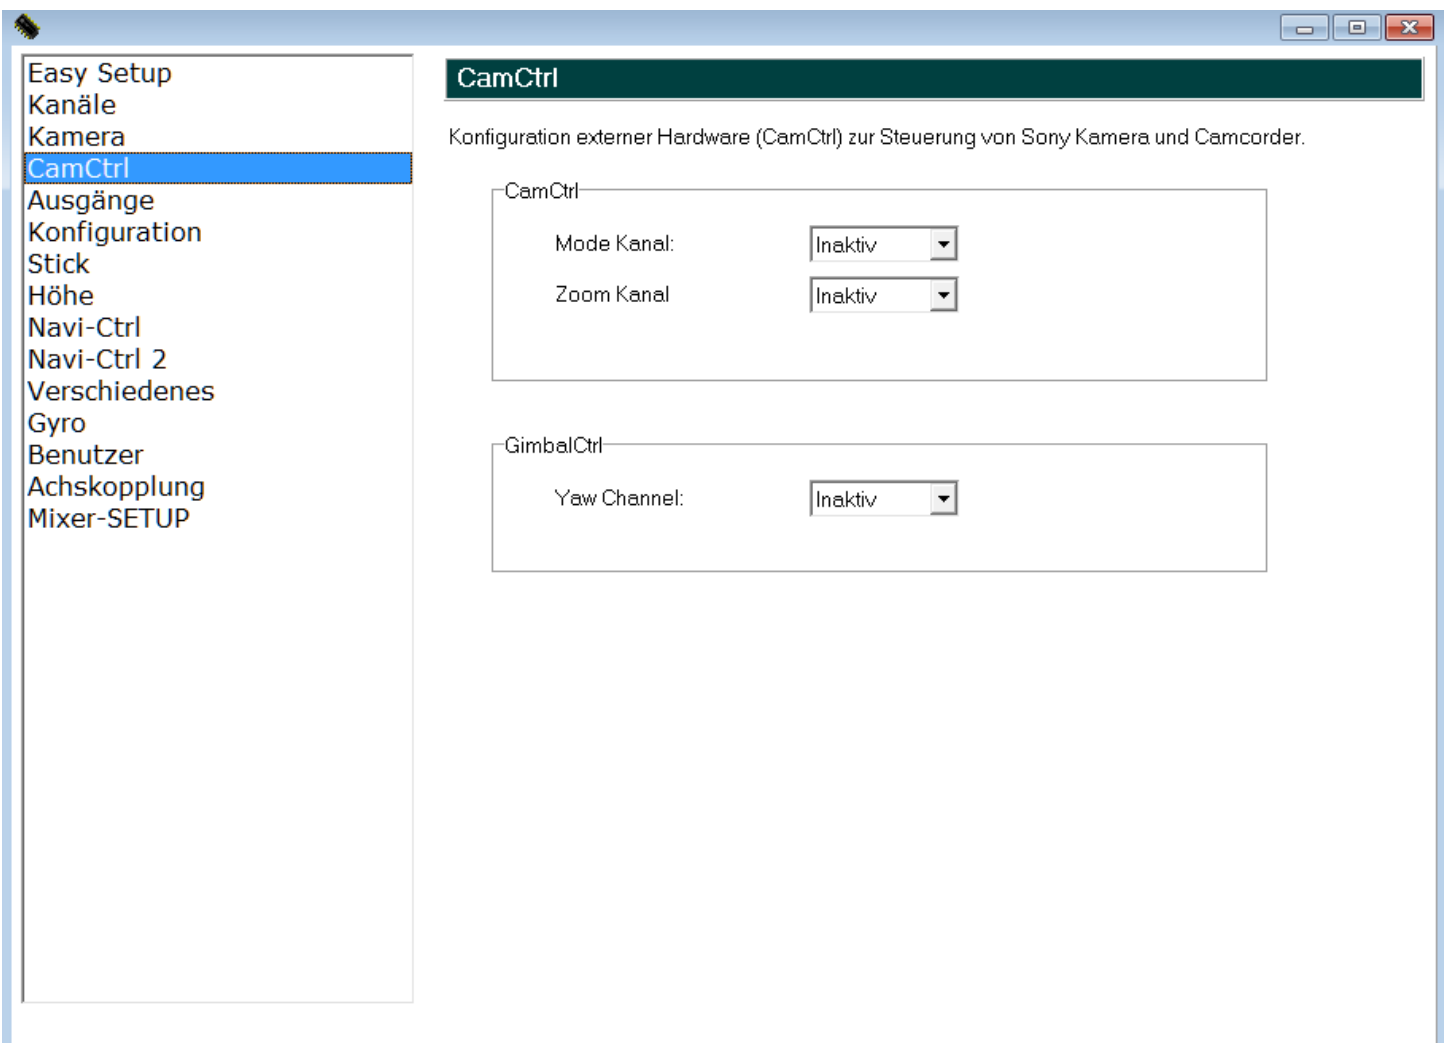 Easy Setup
Kanäle
Kamera
CamCtrl
Ausgänge
Konfiguration
Stick
Höhe
Navi-Ctrl
Navi-Ctrl 2
Verschiedenes
Gyro
Benutzer
Achskopplung
Mixer-SETUP
CamCtrl
Konfiguration externer Hardware (CamCtrl) zur Steuerung von Sony Kamera und Camcorder.
CamCtrl
Mode Kanal: Inaktiv
Zoom Kanal Inaktiv
GimbalCtrl
Yaw Channel: Inaktiv